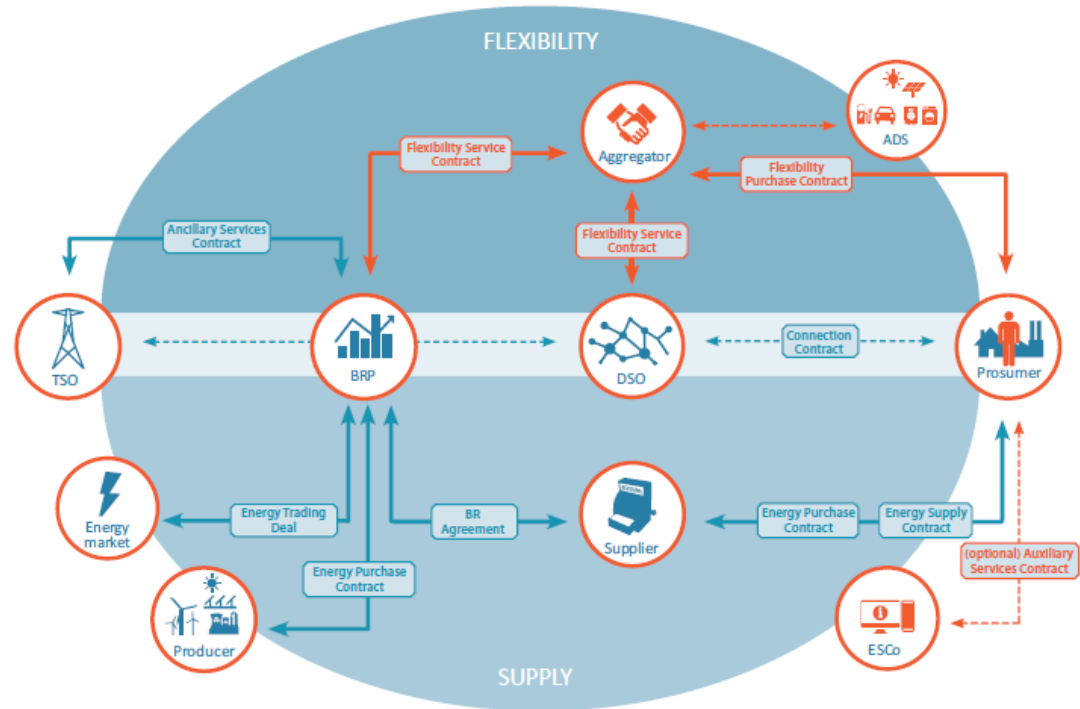 FLEXIBILITY
ADS
Aggregator
Flexibility Service
Contract
Flexibility
Purchase Contract
Ancillary Services
Contract
Flexibility Service
Contract
TSO
BRP
DSO
Connection
Contract
Prosumer
Energy
market
Energy Trading
Deal
BR
Agreement
Supplier
Energy Purchase
Contract
Energy Supply
Contract
(optional) Auxiliary
Services Contract
Energy Purchase
Contract
Producer
ESCo
SUPPLY